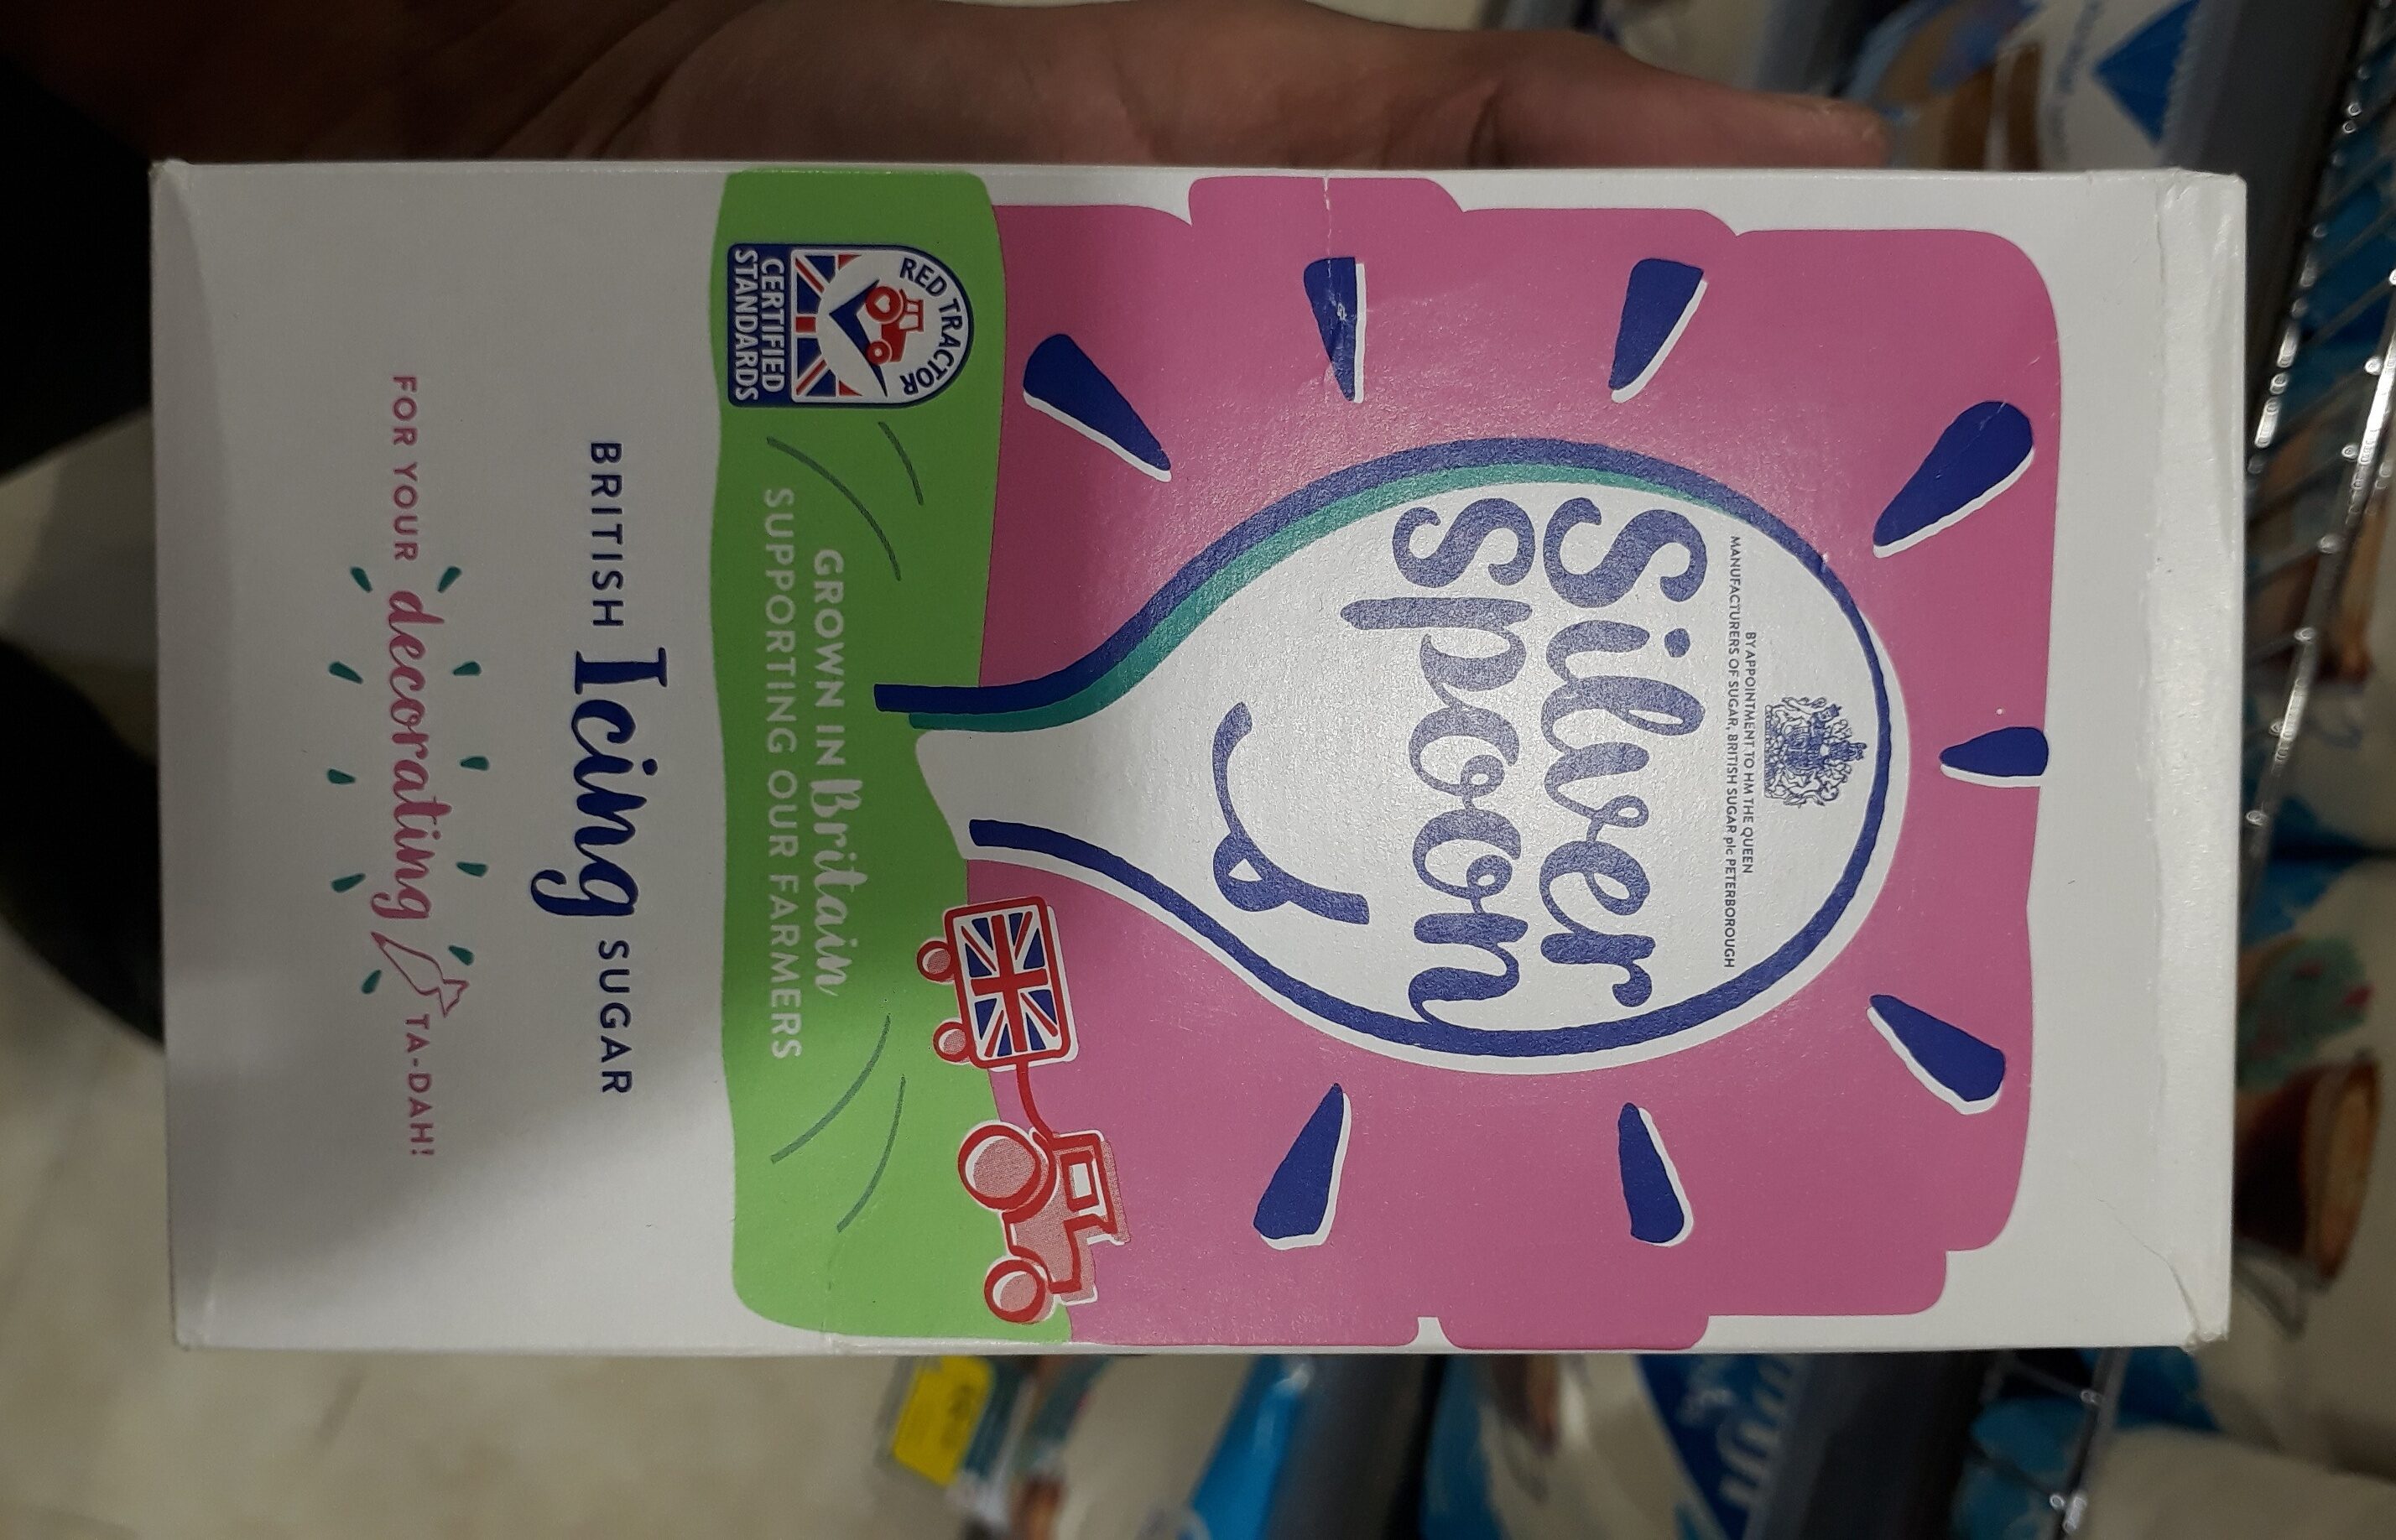 BY APPOINTMENT TO HM THE QUEEN
MANUFACTURERS OF SUGAR, BRITISH SUGAR plc PETERBOROUGH
Silver
Spoon
RED TRACTOR
CERTIFIED
STANDARDS
GROWN IN Britain
SUPPORTING OUR FARMERS
BRITISH Icing SUGAR
FOR YOUR decorating TA-DAH!